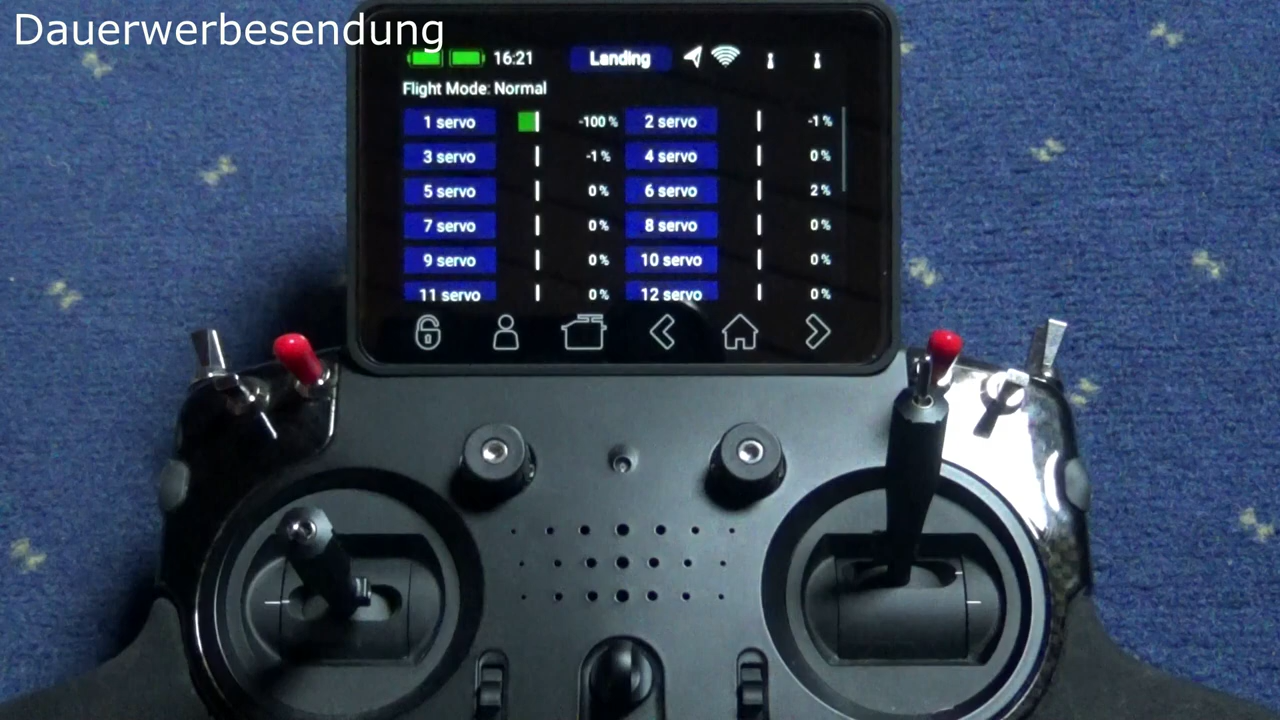 Dauerwerbesendung
16:21 Landing
Flight Mode: Normal
1 servo -100 % 2 servo -1 %
3 servo -1 % 4 servo 0 %
5 servo 0 % 6 servo 2 %
7 servo 0 % 8 servo 0 %
9 servo 0 % 10 servo 0 %
11 servo 0 % 12 servo 0 %